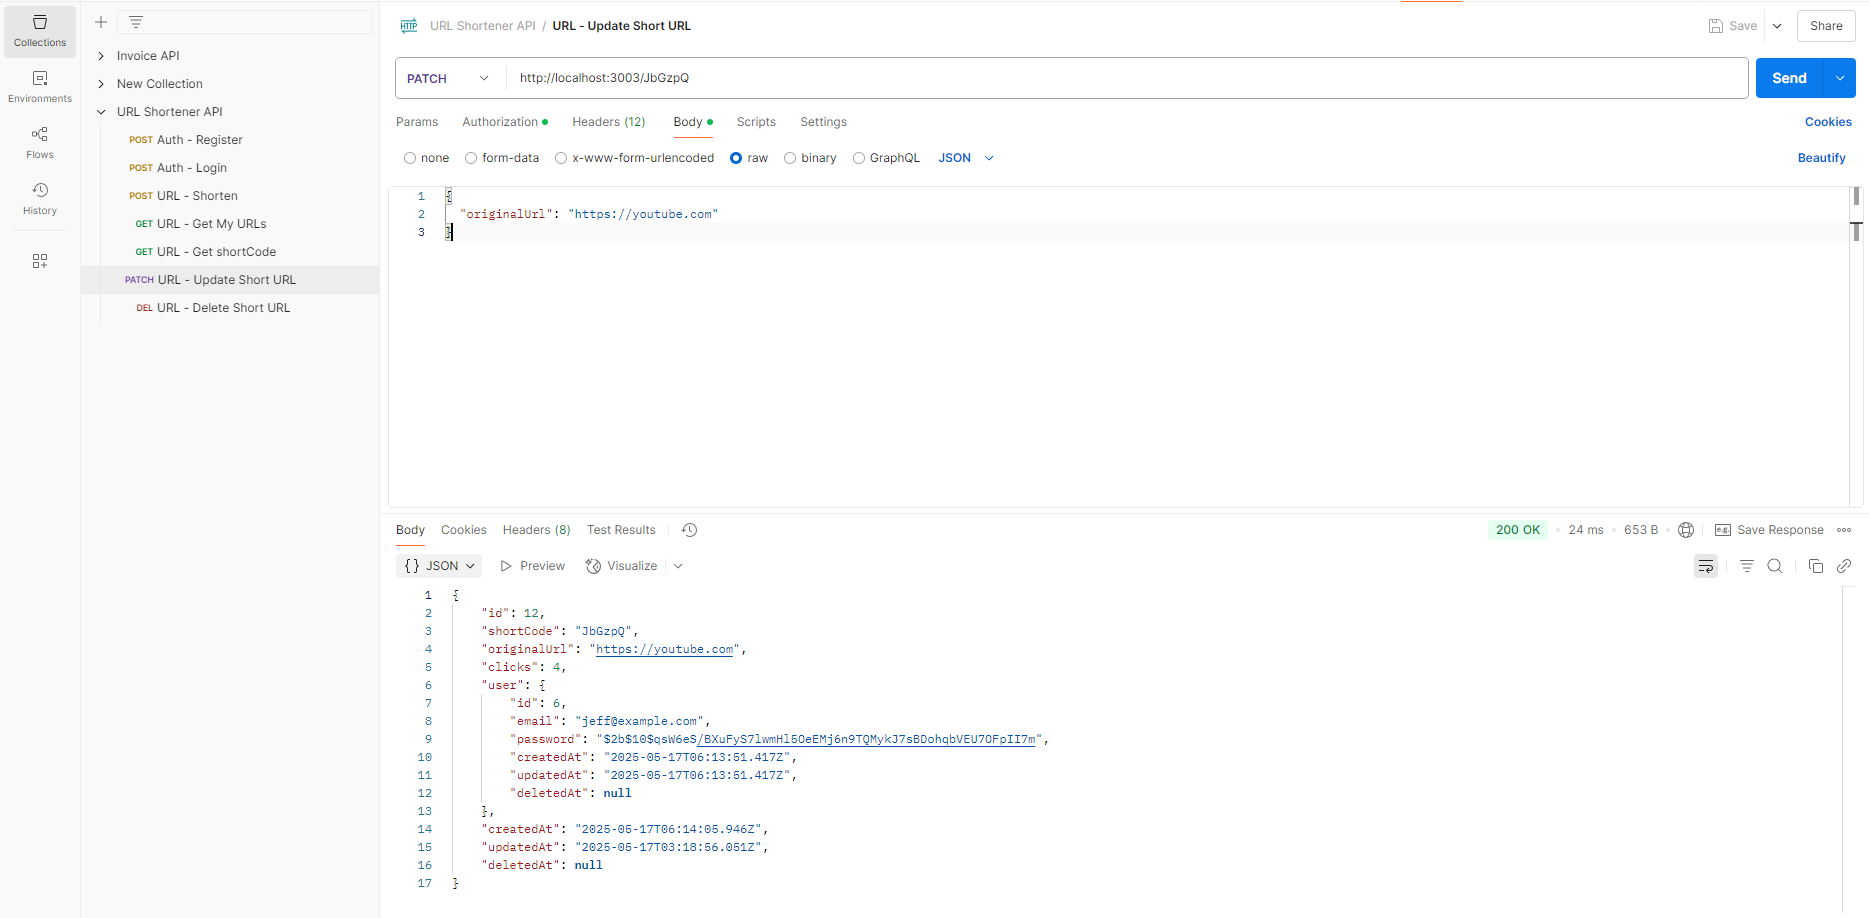 Collections
Environments
Flows
History
Invoice API
New Collection
URL Shortener API
POST Auth - Register
POST Auth - Login
POST URL - Shorten
GET URL - Get My URLs
GET URL - Get shortCode
PATCH URL - Update Short URL
DEL URL - Delete Short URL
HTTP URL Shortener API / URL - Update Short URL
Save Share
PATCH http://localhost:3003/JbGzpQ Send
Params Authorization Headers (12) Body Scripts Settings Cookies
none form-data x-www-form-urlencoded raw binary GraphQL JSON Beautify
1 {
2 "originalUrl": "https://youtube.com"
3 }
Body Cookies Headers (8) Test Results 200 OK • 24 ms • 653 B • e.g. Save Response
{} JSON Preview Visualize
1 {
2 "id": 12,
3 "shortCode": "JbGzpQ",
4 "originalUrl": "https://youtube.com",
5 "clicks": 4,
6 "user": {
7 "id": 6,
8 "email": "jeff@example.com",
9 "password": "$2b$10$qsW6eS/BXuFyS7lwmHl5OeEMj6n9TQMykJ7sBDohqbVEU7OFpII7m",
10 "createdAt": "2025-05-17T06:13:51.417Z",
11 "updatedAt": "2025-05-17T06:13:51.417Z",
12 "deletedAt": null
13 },
14 "createdAt": "2025-05-17T06:14:05.946Z",
15 "updatedAt": "2025-05-17T03:18:56.051Z",
16 "deletedAt": null
17 }